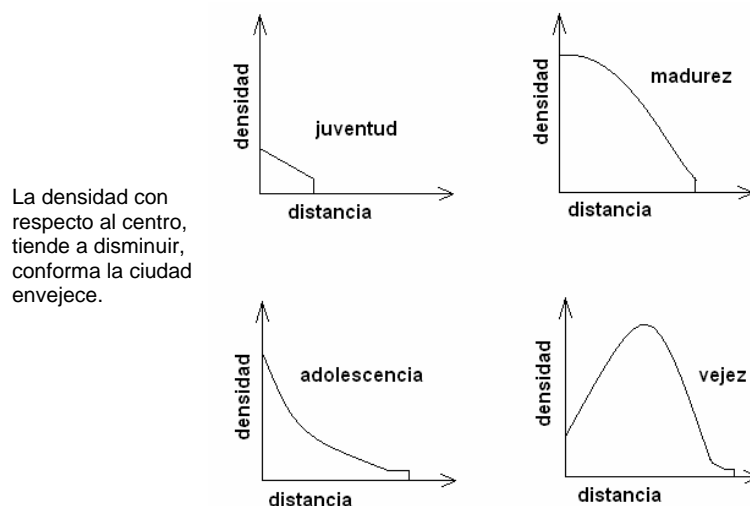 La densidad con
respecto al centro,
tiende a disminuir,
conforma la ciudad
envejece.
densidad
juventud
distancia
densidad
madurez
distancia
densidad
adolescencia
distancia
densidad
vejez
distancia